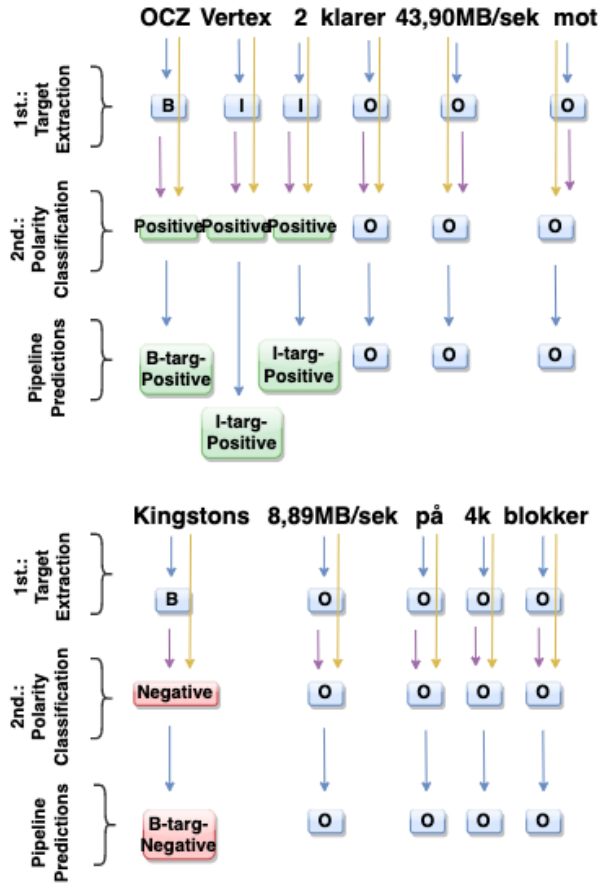 OCZ Vertex 2 klarer 43,90MB/sek mot
1st.:
Target
Extraction
B I I O O O
2nd.:
Polarity
Classification
Positive Positive Positive O O O
Pipeline
Predictions
B-targ-
Positive
I-targ-
Positive
I-targ-
Positive
O O O
Kingstons 8,89MB/sek på 4k blokker
1st.:
Target
Extraction
B O O O O
2nd.:
Polarity
Classification
Negative O O O O
Pipeline
Predictions
B-targ-
Negative
O O O O